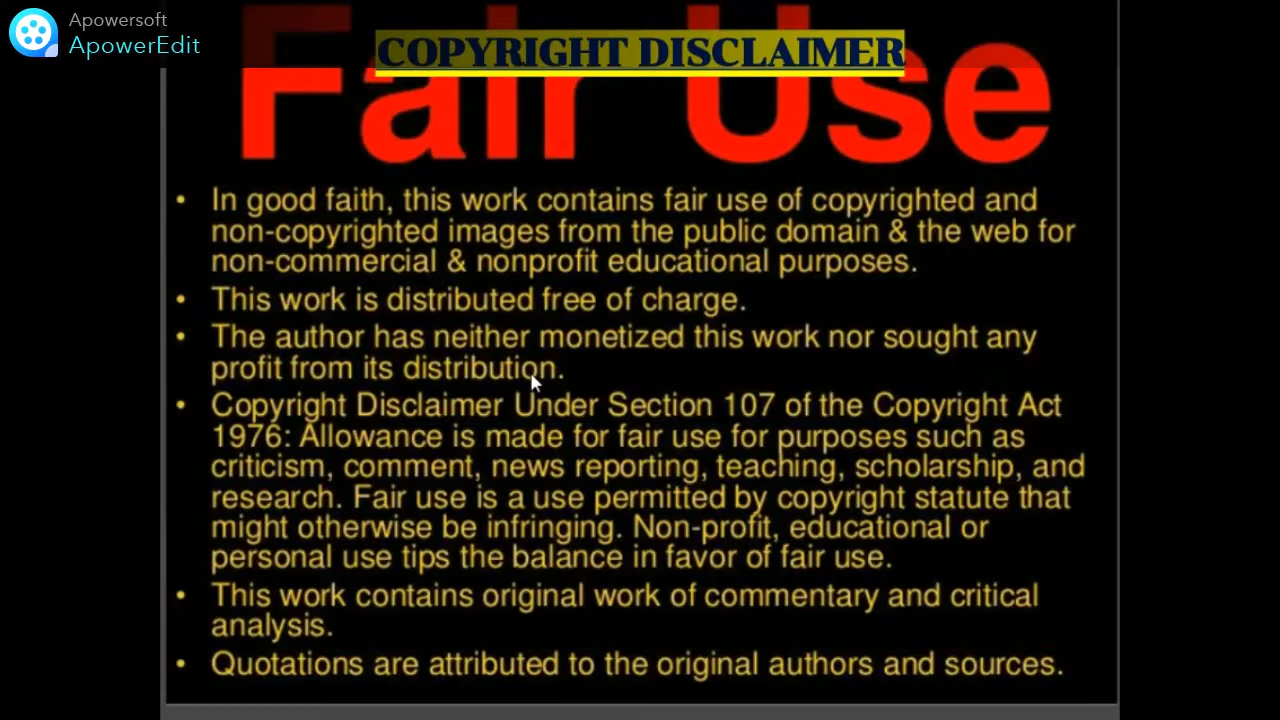 Apowersoft
ApowerEdit
COPYRIGHT DISCLAIMER
Fair Use
• In good faith, this work contains fair use of copyrighted and
non-copyrighted images from the public domain & the web for
non-commercial & nonprofit educational purposes.
• This work is distributed free of charge.
• The author has neither monetized this work nor sought any
profit from its distribution.
• Copyright Disclaimer Under Section 107 of the Copyright Act
1976: Allowance is made for fair use for purposes such as
criticism, comment, news reporting, teaching, scholarship, and
research. Fair use is a use permitted by copyright statute that
might otherwise be infringing. Non-profit, educational or
personal use tips the balance in favor of fair use.
• This work contains original work of commentary and critical
analysis.
• Quotations are attributed to the original authors and sources.